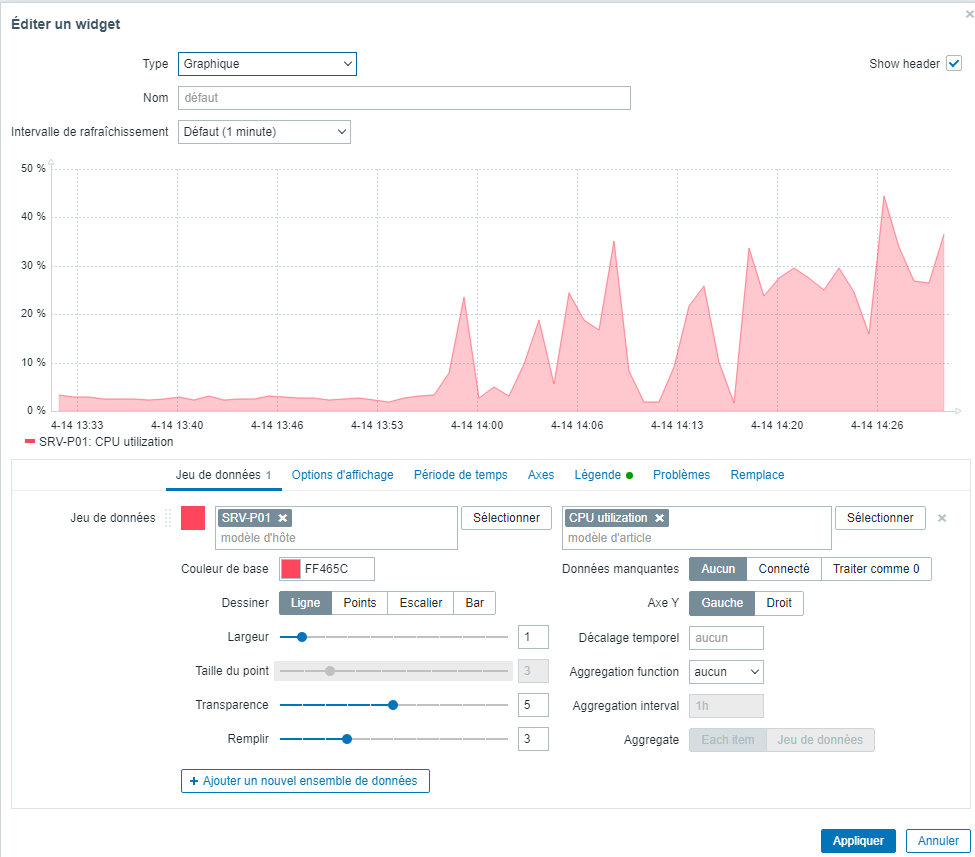 Éditer un widget
Type Graphique Show header
Nom défaut
Intervalle de rafraîchissement Défaut (1 minute)
50 %
40 %
30 %
20 %
10 %
0 %
4-14 13:33 4-14 13:40 4-14 13:46 4-14 13:53 4-14 14:00 4-14 14:06 4-14 14:13 4-14 14:20 4-14 14:26
SRV-P01: CPU utilization
Jeu de données 1 Options d'affichage Période de temps Axes Légende Problèmes Remplace
Jeu de données SRV-P01 Sélectionner CPU utilization Sélectionner
modèle d'hôte modèle d'article
Couleur de base FF465C Données manquantes Aucun Connecté Traiter comme 0
Dessiner Ligne Points Escalier Bar Axe Y Gauche Droit
Largeur 1 Décalage temporel aucun
Taille du point 3 Aggregation function aucun
Transparence 5 Aggregation interval 1h
Remplir 3 Aggregate Each item Jeu de données
+ Ajouter un nouvel ensemble de données
Appliquer Annuler